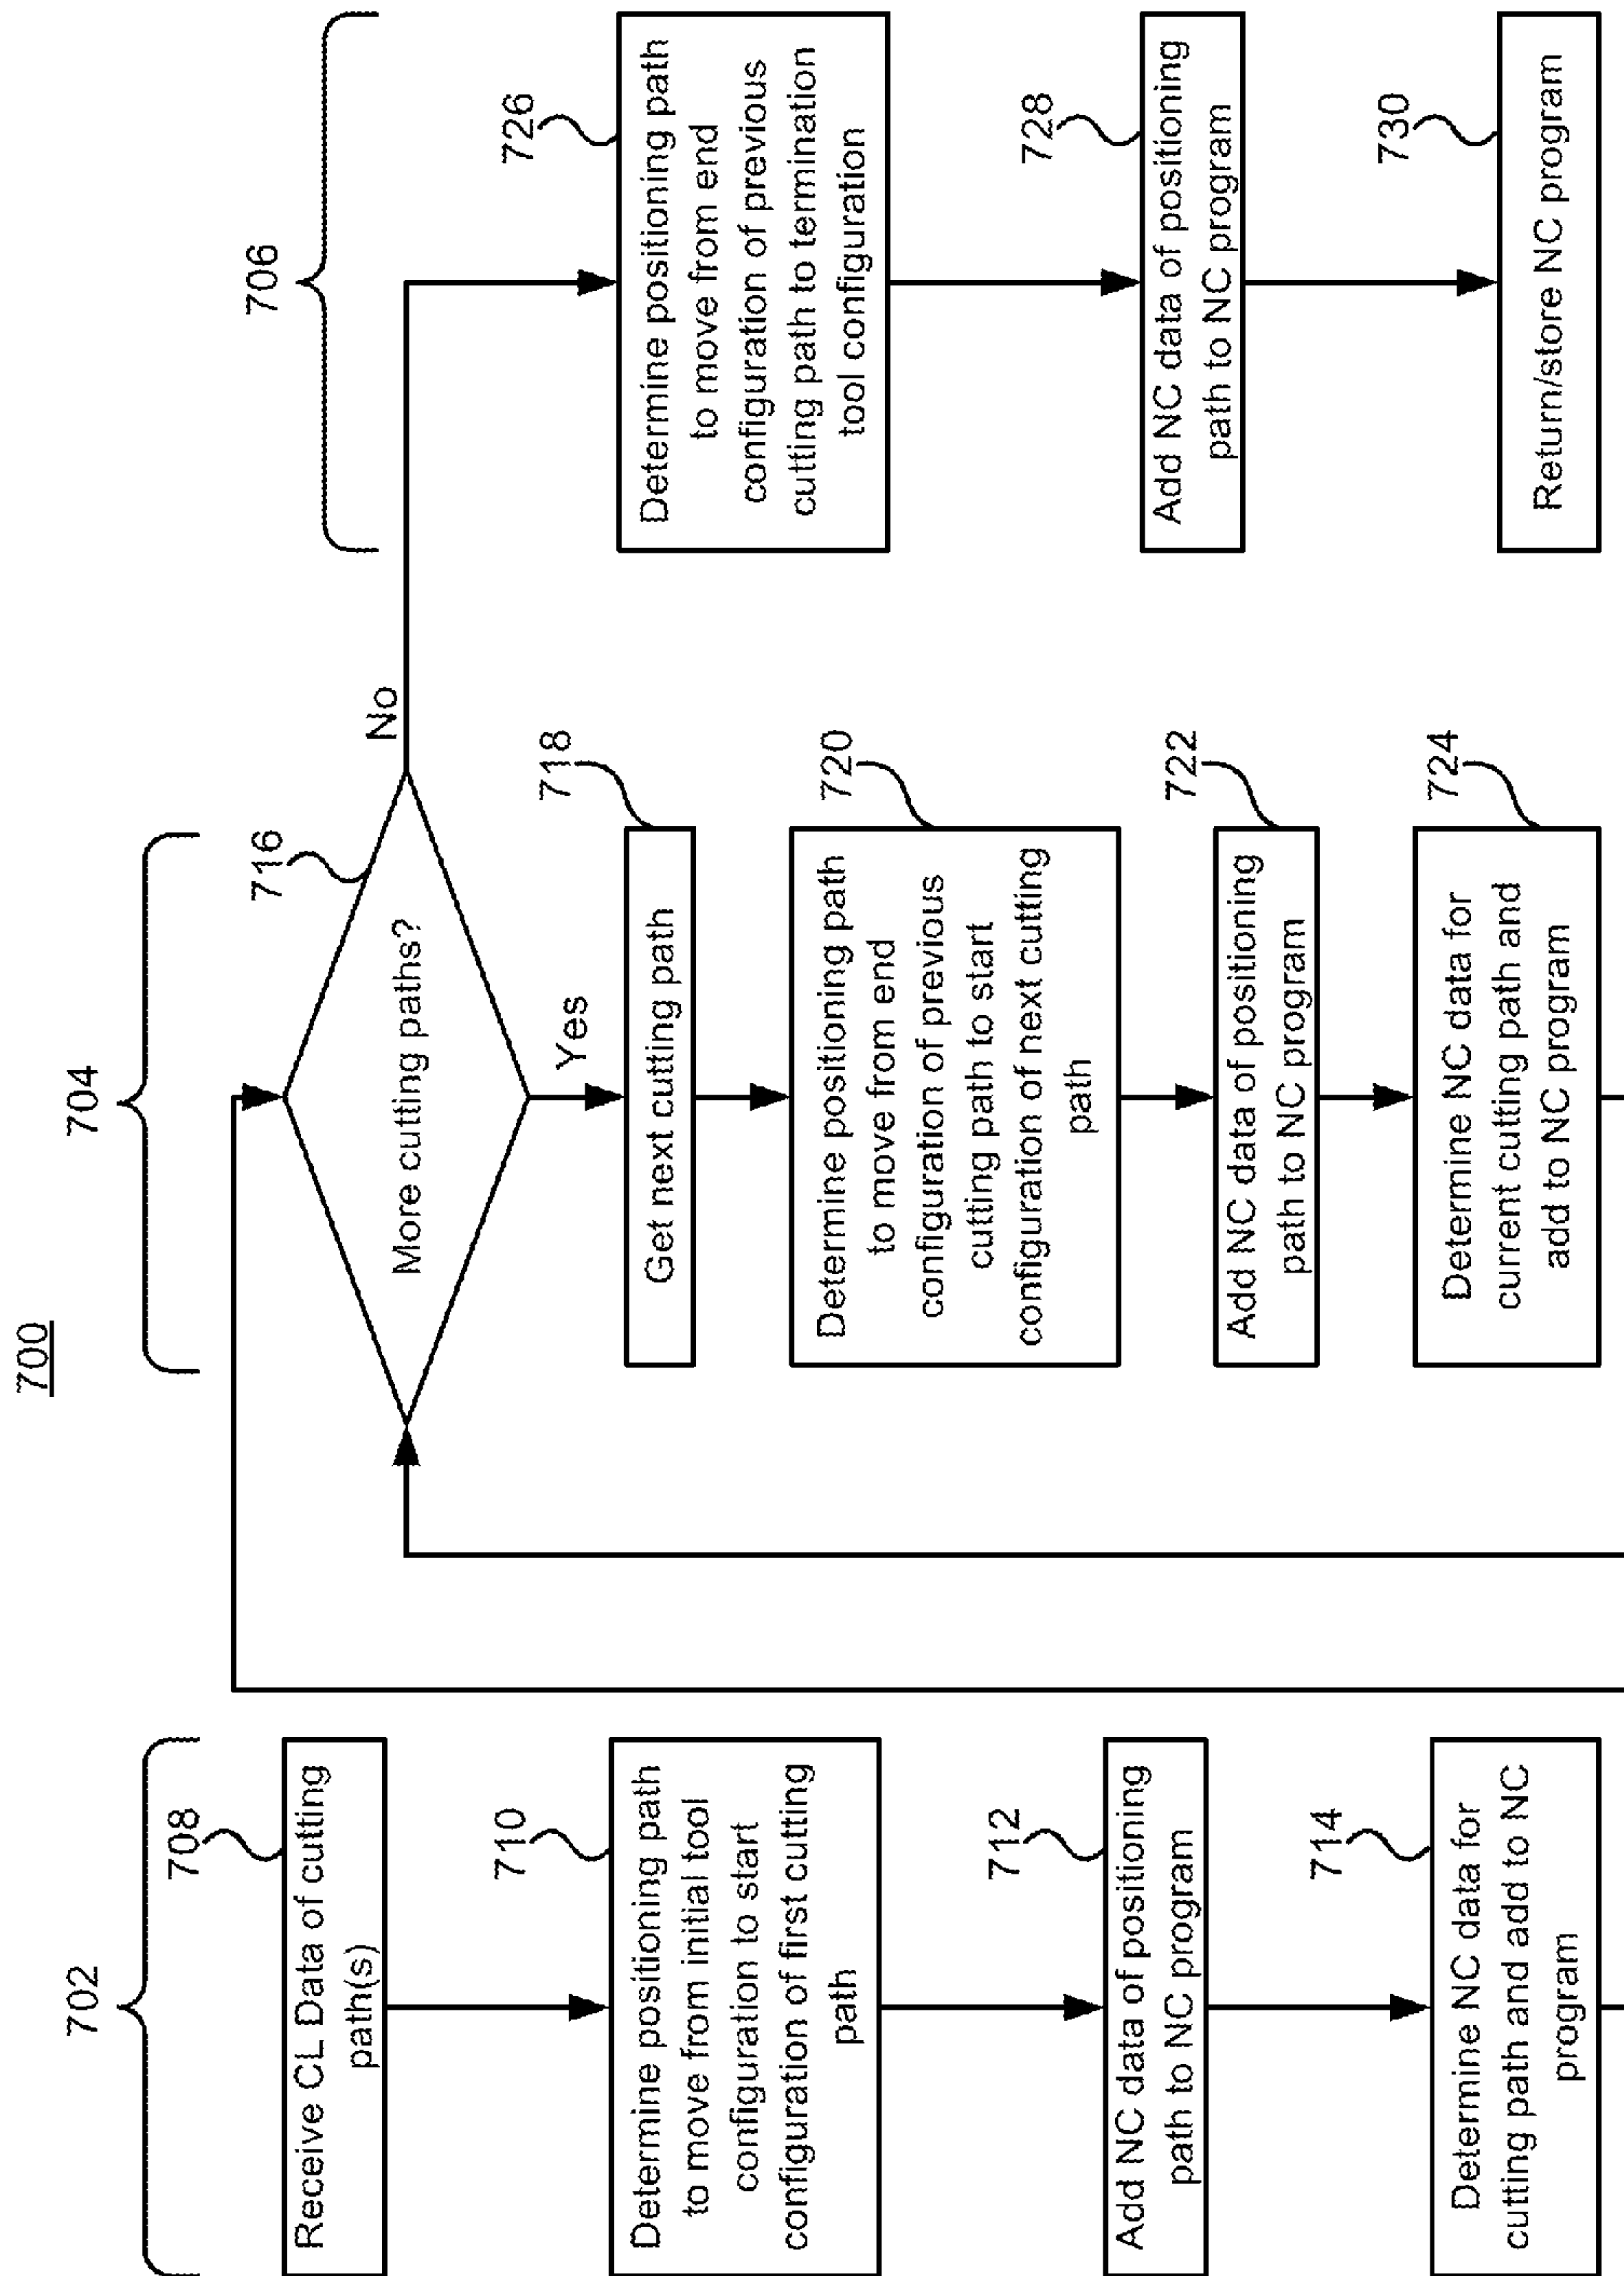 700
702
708
Receive CL Data of cutting
path(s)
710
Determine positioning path
to move from initial tool
configuration to start
configuration of first cutting
path
712
Add NC data of positioning
path to NC program
714
Determine NC data for
cutting path and add to NC
program
704
716
More cutting paths?
No
Yes
718
Get next cutting path
720
Determine positioning path
to move from end
configuration of previous
cutting path to start
configuration of next cutting
path
722
Add NC data of positioning
path to NC program
724
Determine NC data for
current cutting path and
add to NC program
706
726
Determine positioning path
to move from end
configuration of previous
cutting path to termination
tool configuration
728
Add NC data of positioning
path to NC program
730
Return/store NC program